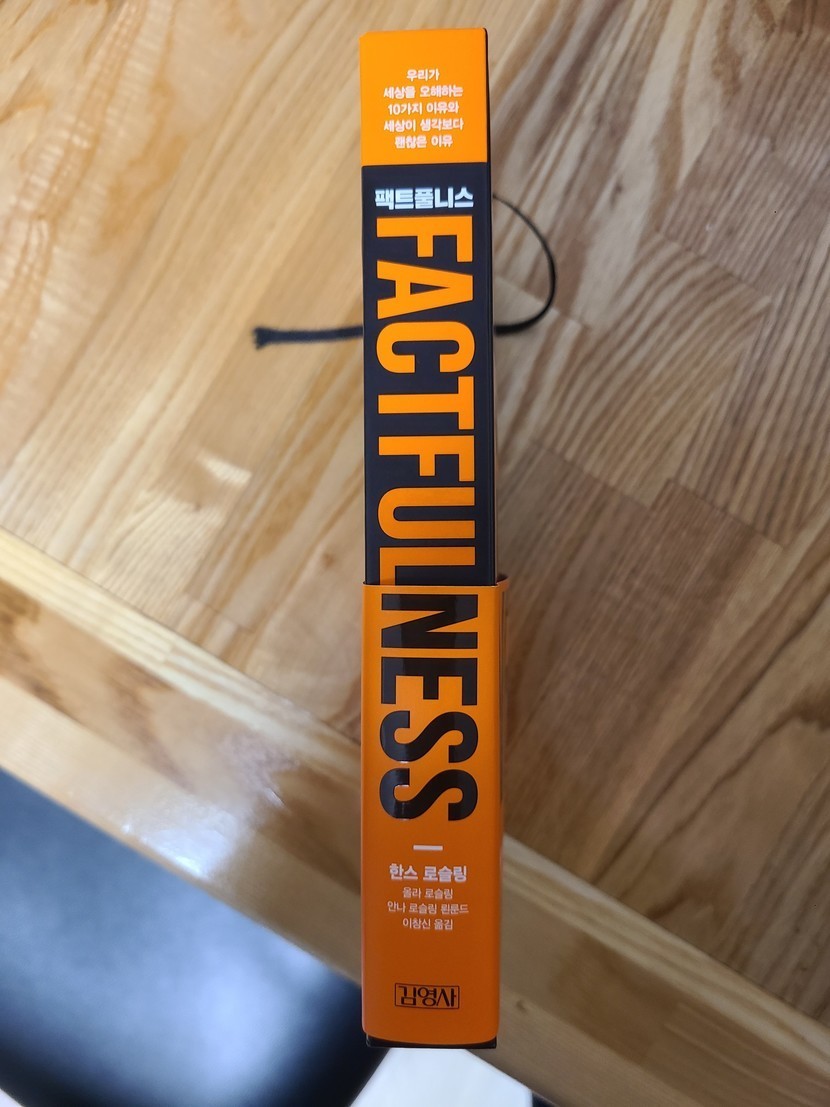 우리가
세상을 오해하는
10가지 이유와
세상이 생각보다
괜찮은 이유
팩트풀니스
FACTFULNESS
한스 로슬링
올라 로슬링
안나 로슬링 뢴룬드
이창신 옮김
김영사